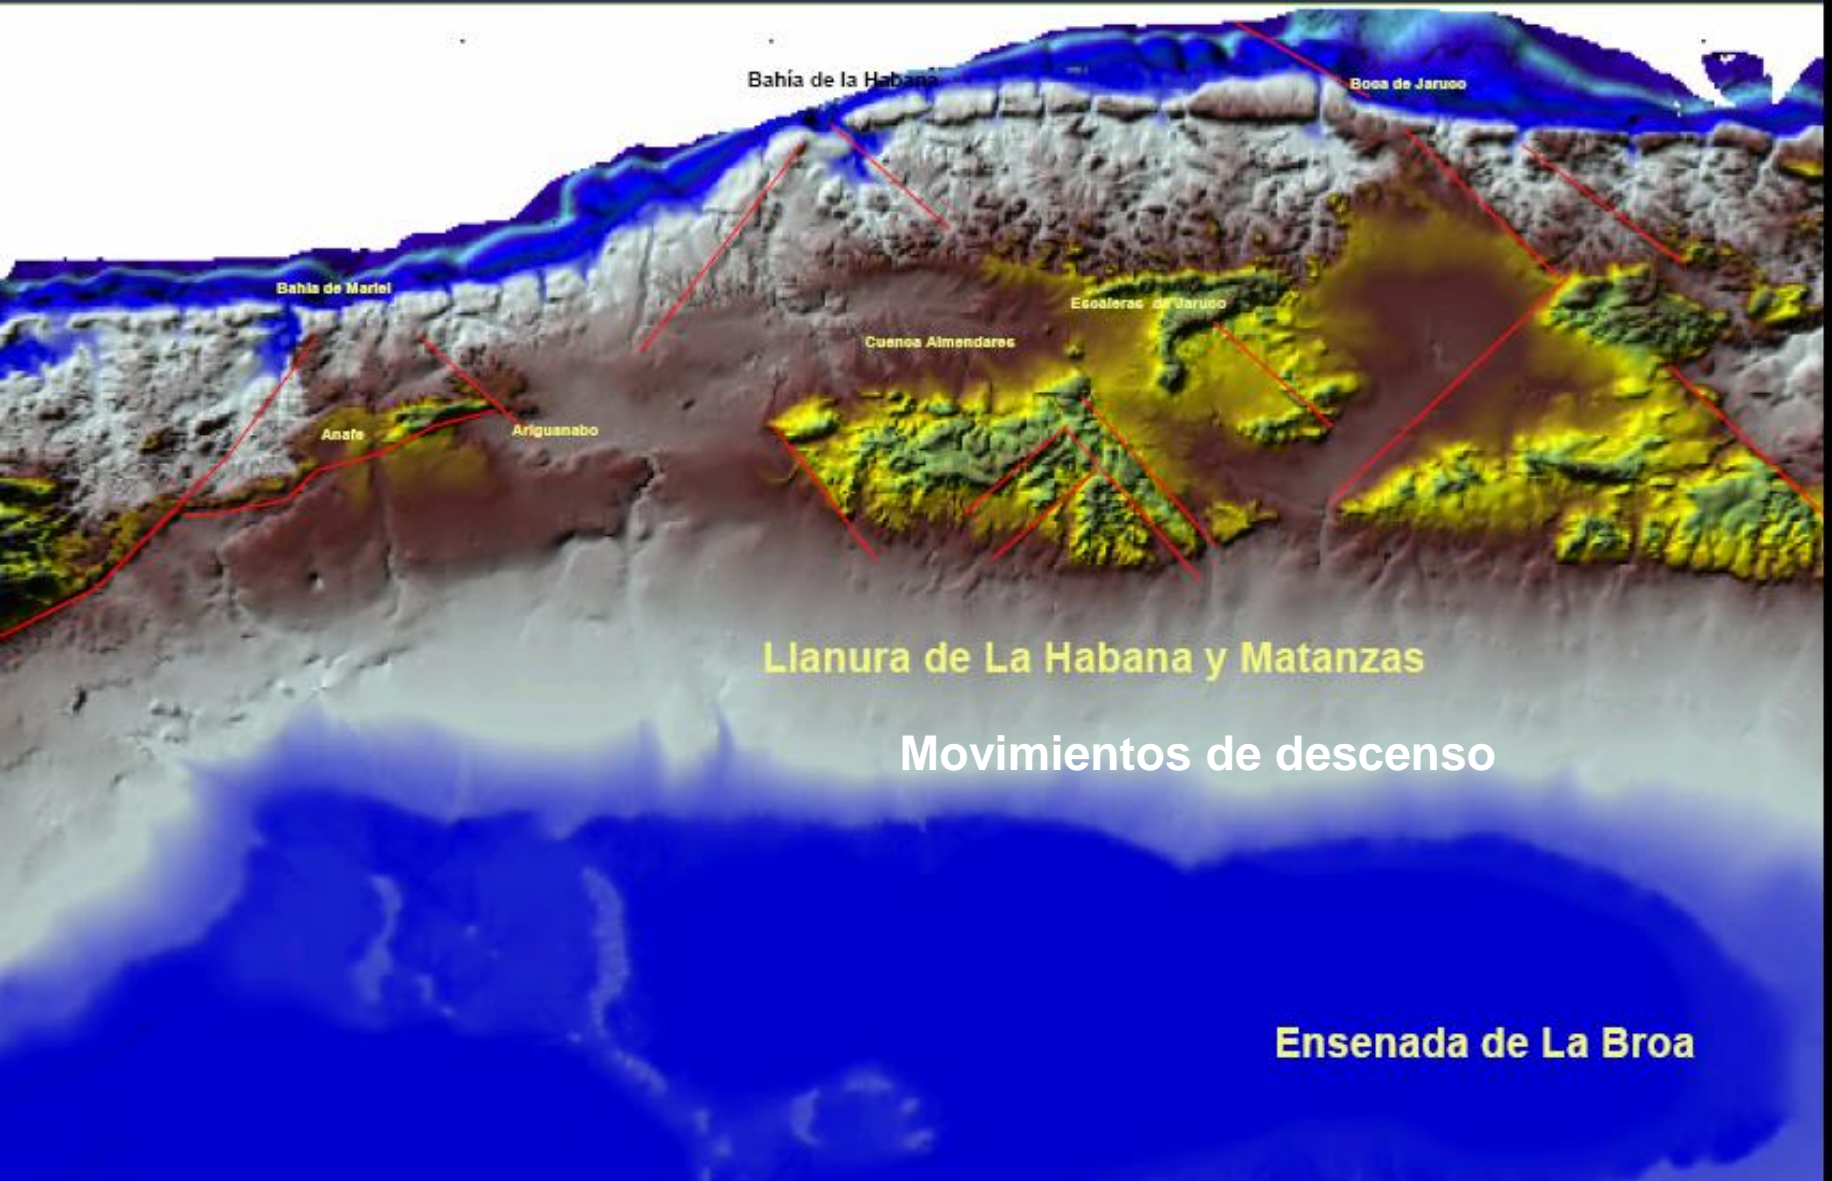 Bahía de la Habana
Boca de Jaruco
Bahía de Mariel
Escaleras de Jaruco
Cuenca Almendares
Anafe
Ariguanabo
Llanura de La Habana y Matanzas
Movimientos de descenso
Ensenada de La Broa